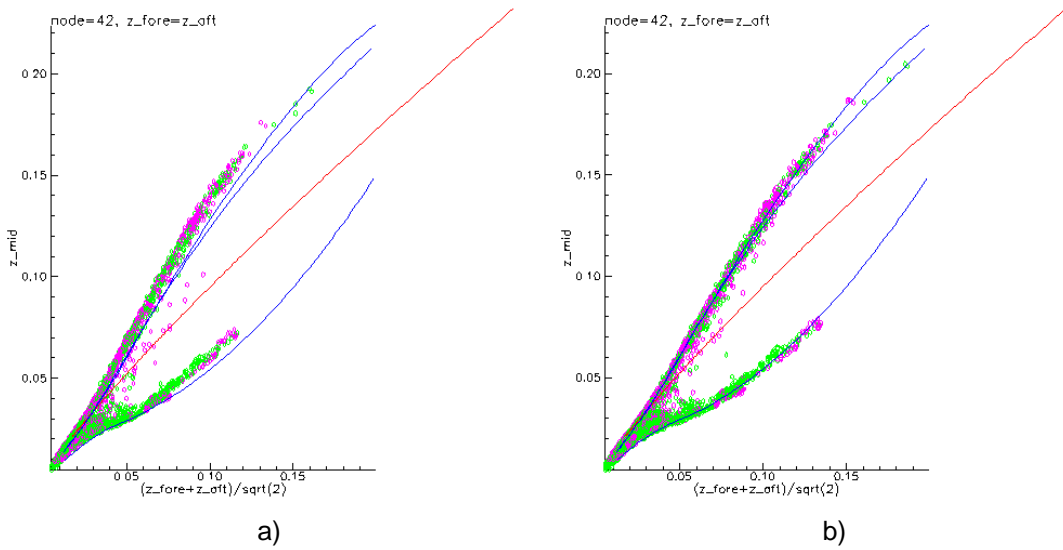 node=42, z_fore=z_aft
z_mid
0.20
0.15
0.10
0.05
0.05
0.10
0.15
(z_fore+z_aft)/sqrt(2)
a)
node=42, z_fore=z_aft
z_mid
0.20
0.15
0.10
0.05
0.05
0.10
0.15
(z_fore+z_aft)/sqrt(2)
b)